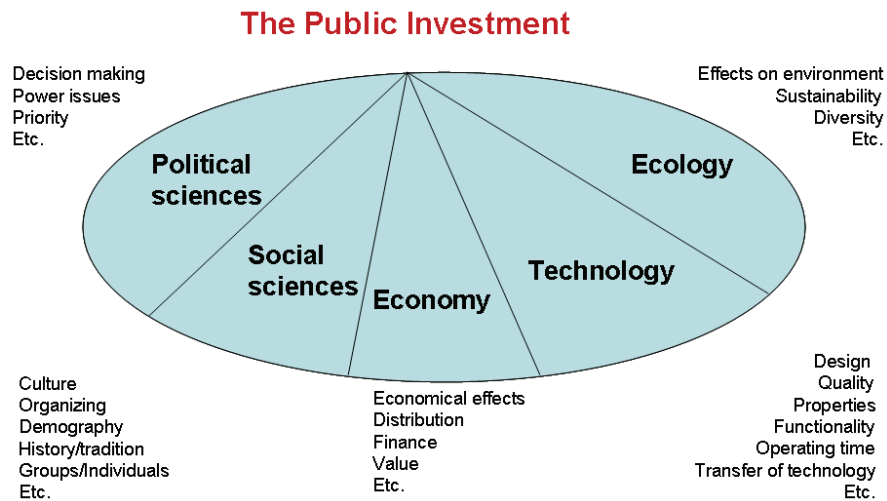 The Public Investment
Decision making
Power issues
Priority
Etc.
Effects on environment
Sustainability
Diversity
Etc.
Political
sciences
Ecology
Social
sciences
Technology
Economy
Culture
Organizing
Demography
History/tradition
Groups/Individuals
Etc.
Economical effects
Distribution
Finance
Value
Etc.
Design
Quality
Properties
Functionality
Operating time
Transfer of technology
Etc.